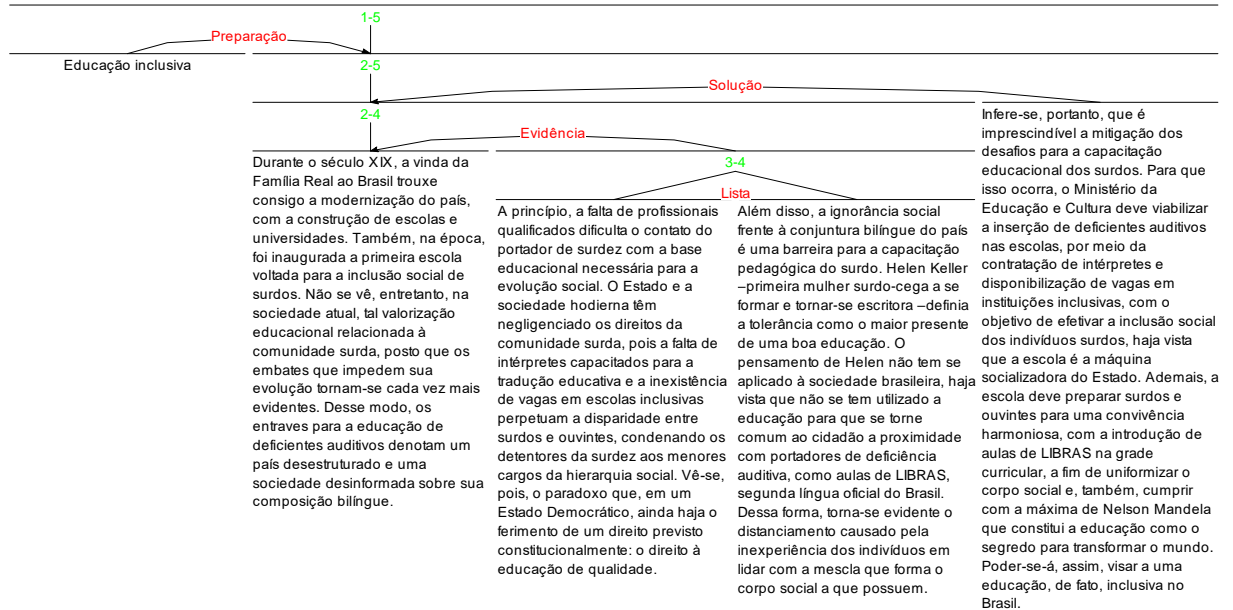 1-5
Preparação
Educação inclusiva
2-5
Solução
2-4
Evidência
Durante o século XIX, a vinda da
Família Real ao Brasil trouxe
consigo a modernização do país,
com a construção de escolas e
universidades. Também, na época,
foi inaugurada a primeira escola
voltada para a inclusão social de
surdos. Não se vê, entretanto, na
sociedade atual, tal valorização
educacional relacionada à
comunidade surda, posto que os
embates que impedem sua
evolução tornam-se cada vez mais
evidentes. Desse modo, os
entraves para a educação de
deficientes auditivos denotam um
país desestruturado e uma
sociedade desinformada sobre sua
composição bilíngue.
3-4
Lista
A princípio, a falta de profissionais
qualificados dificulta o contato do
portador de surdez com a base
educacional necessária para a
evolução social. O Estado e a
sociedade hodierna têm
negligenciado os direitos da
comunidade surda, pois a falta de
intérpretes capacitados para a
tradução educativa e a inexistência
de vagas em escolas inclusivas
perpetuam a disparidade entre
surdos e ouvintes, condenando os
detentores da surdez aos menores
cargos da hierarquia social. Vê-se,
pois, o paradoxo que, em um
Estado Democrático, ainda haja o
ferimento de um direito previsto
constitucionalmente: o direito à
educação de qualidade.
Além disso, a ignorância social
frente à conjuntura bilíngue do país
é uma barreira para a capacitação
pedagógica do surdo. Helen Keller
–primeira mulher surdo-cega a se
formar e tornar-se escritora –definia
a tolerância como o maior presente
de uma boa educação. O
pensamento de Helen não tem se
aplicado à sociedade brasileira, haja
vista que não se tem utilizado a
educação para que se torne
comum ao cidadão a proximidade
com portadores de deficiência
auditiva, como aulas de LIBRAS,
segunda língua oficial do Brasil.
Dessa forma, torna-se evidente o
distanciamento causado pela
inexperiência dos indivíduos em
lidar com a mescla que forma o
corpo social a que possuem.
Infere-se, portanto, que é
imprescindível a mitigação dos
desafios para a capacitação
educacional dos surdos. Para que
isso ocorra, o Ministério da
Educação e Cultura deve viabilizar
a inserção de deficientes auditivos
nas escolas, por meio da
contratação de intérpretes e
disponibilização de vagas em
instituições inclusivas, com o
objetivo de efetivar a inclusão social
dos indivíduos surdos, haja vista
que a escola é a máquina
socializadora do Estado. Ademais, a
escola deve preparar surdos e
ouvintes para uma convivência
harmoniosa, com a introdução de
aulas de LIBRAS na grade
curricular, a fim de uniformizar o
corpo social e, também, cumprir
com a máxima de Nelson Mandela
que constitui a educação como o
segredo para transformar o mundo.
Poder-se-á, assim, visar a uma
educação, de fato, inclusiva no
Brasil.